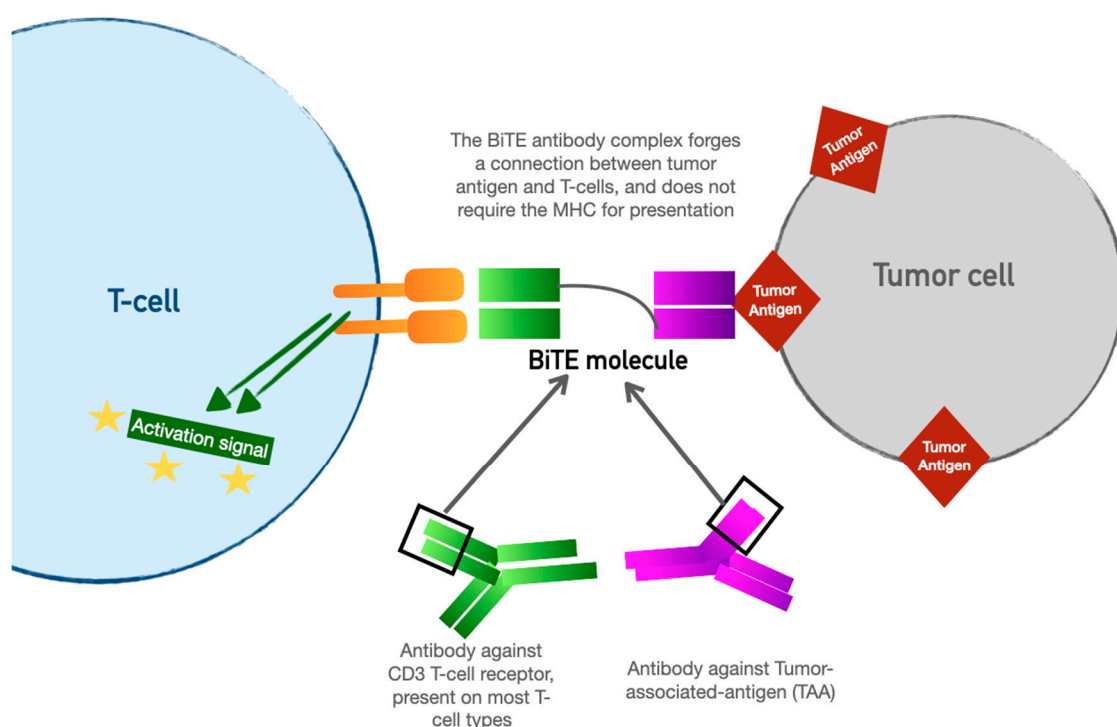 The BiTE antibody complex forges
a connection between tumor
antigen and T-cells, and does not
require the MHC for presentation
Tumor
Antigen
T-cell
Tumor cell
Tumor
Antigen
BiTE molecule
Activation signal
Tumor
Antigen
Antibody against
CD3 T-cell receptor,
present on most T-
cell types
Antibody against Tumor-
associated-antigen (TAA)